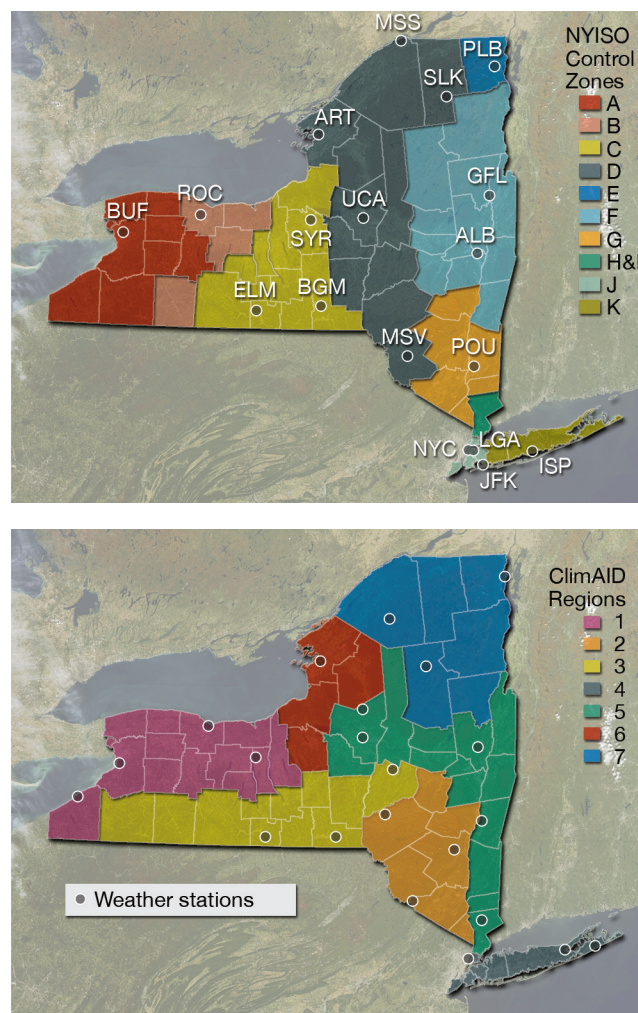 MSS
PLB
NYISO
Control
Zones
SLK
A
ART
B
C
D
GFL
E
ROC
UCA
F
BUF
G
SYR
ALB
H&I
J
ELM
BGM
K
MSV
POU
NYC
LGA
ISP
JFK
ClimAID
Regions
1
2
3
4
5
6
7
Weather stations